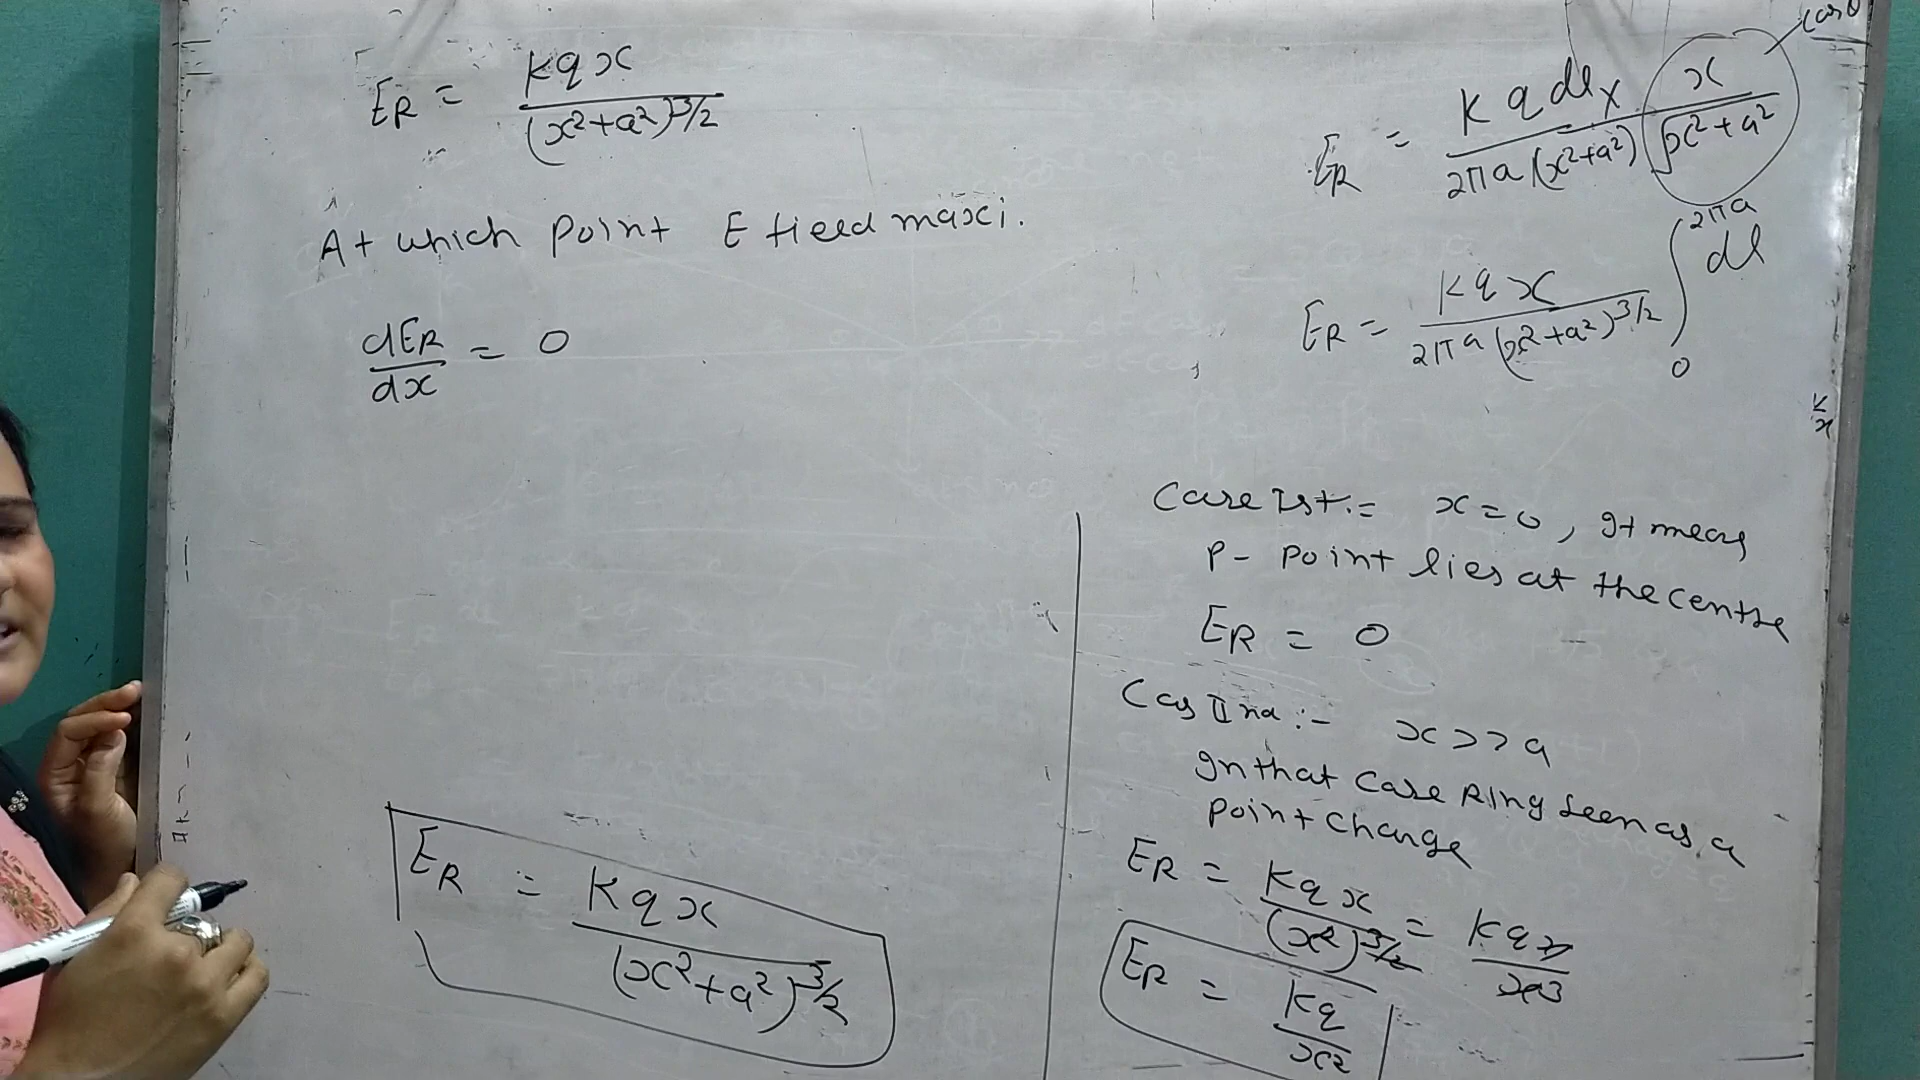 E_R = kqx / (x²+a²)^3/2
At which point E field maxi.
dE_R / dx = 0
E_R = Kqx / (x²+a²)^3/2
cosθ
E_R = K q dl x x / 2πa (x²+a²) √x²+a²
E_R = kqx / 2πa (x²+a²)^3/2 ∫₀^2πa dl
Case Ist:= x=0, It means
P- point lies at the centre
E_R = 0
Cas IInd :- x>>a
In that Case Ring seen as a
point Change
E_R = Kqx / (x²)^3/2 = kqx / x3
E_R = kq / x²